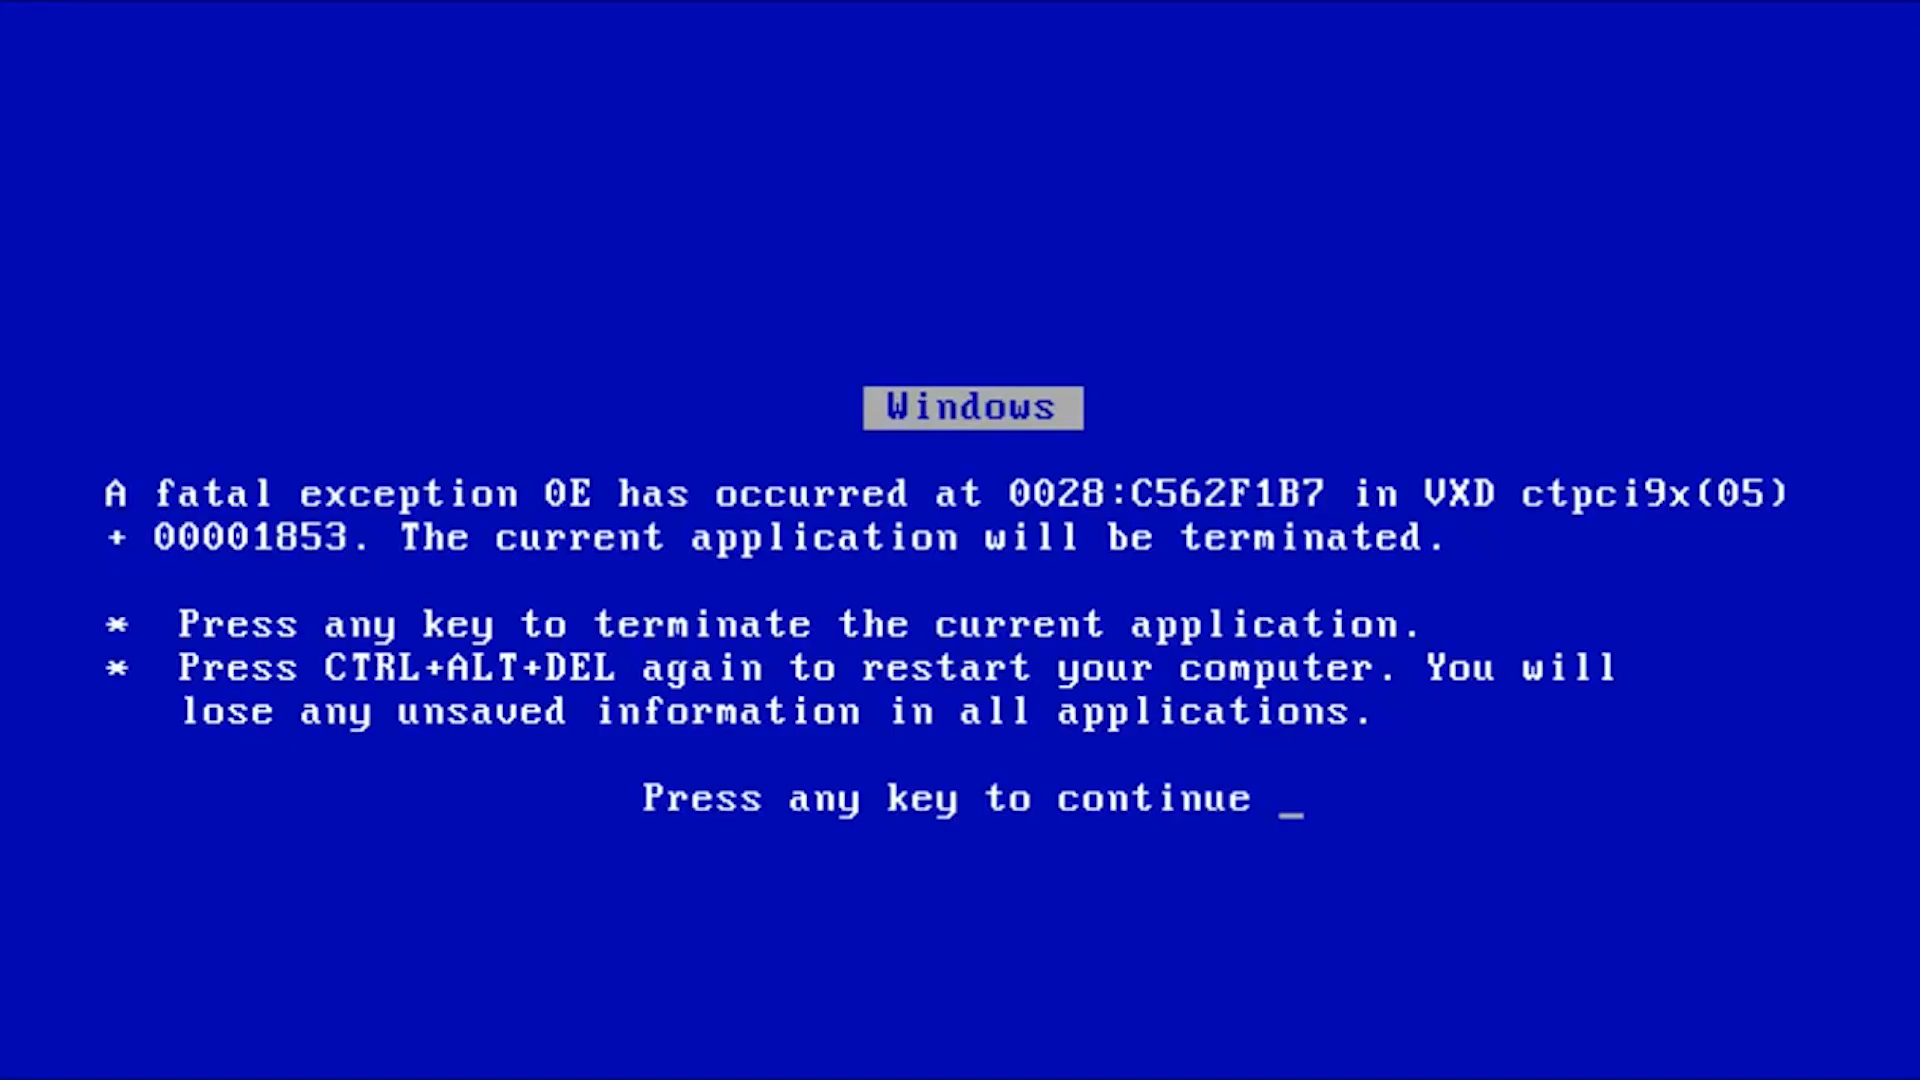 Windows
A fatal exception 0E has occurred at 0028:C562F1B7 in VXD ctpci9x(05)
+ 00001853. The current application will be terminated.
* Press any key to terminate the current application.
* Press CTRL+ALT+DEL again to restart your computer. You will
lose any unsaved information in all applications.
Press any key to continue _